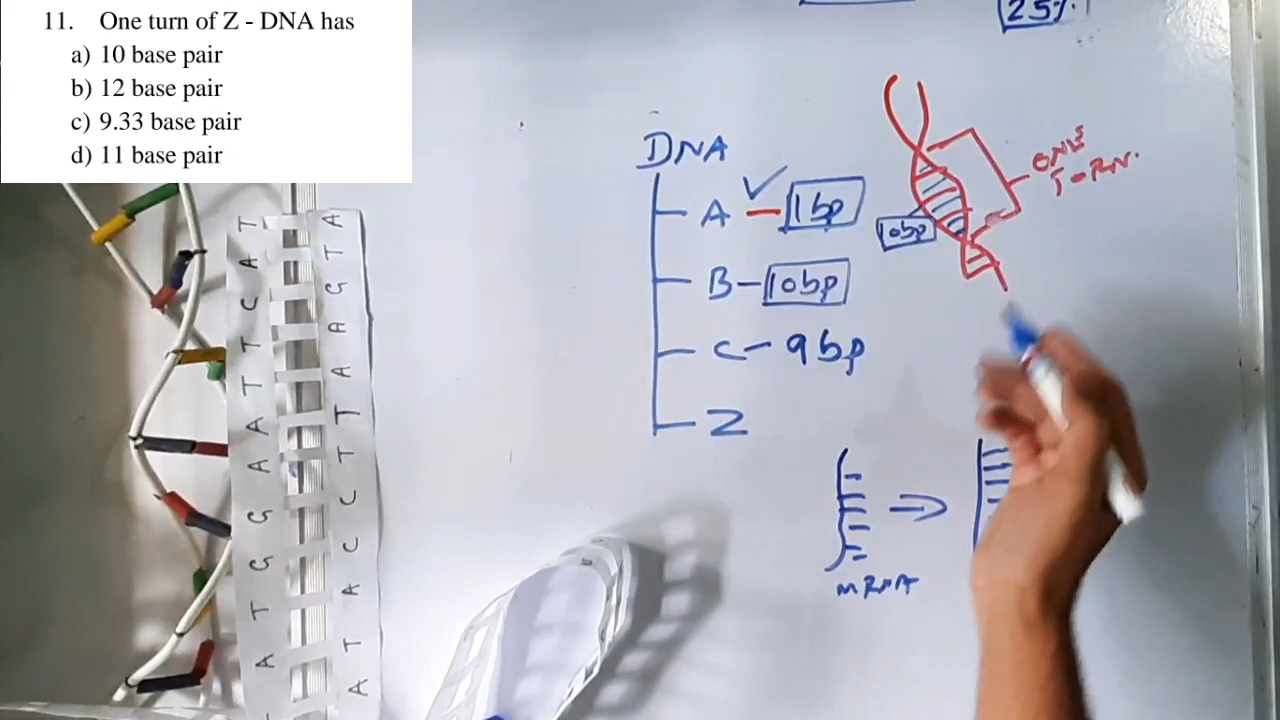 11. One turn of Z - DNA has
a) 10 base pair
b) 12 base pair
c) 9.33 base pair
d) 11 base pair
25%
DNA
A - 11bp
B - 10bp
C - 9bp
Z
ONE
TURN.
10bp
mRNA
A T G G A A T T C A T
A T A C C T T A A G T A